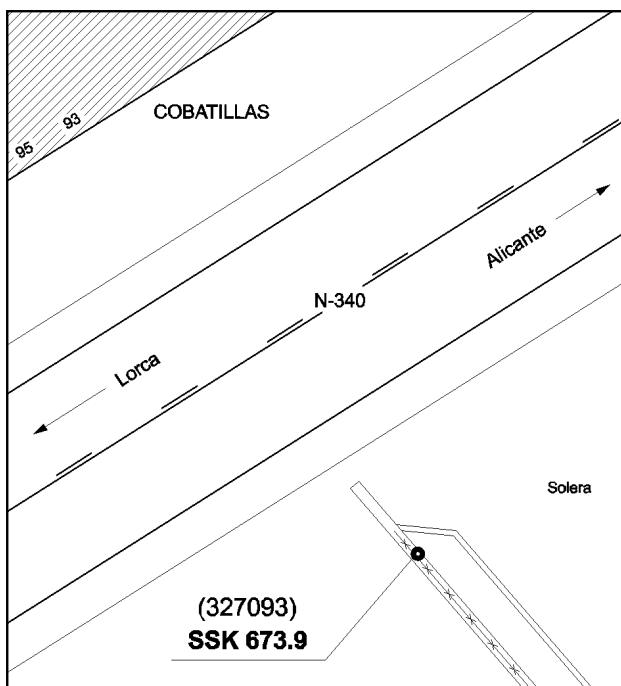 COBATILLAS
93
95
Alicante
N-340
Lorca
Solera
(327093)
SSK 673.9